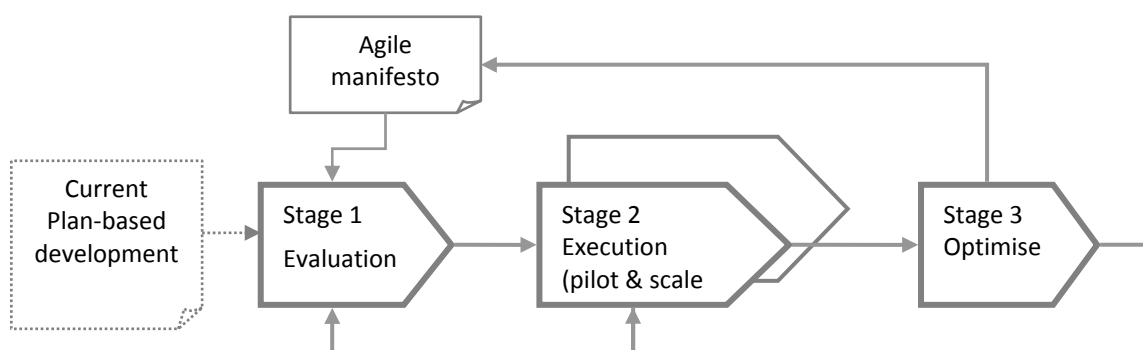 Agile
manifesto
Current
Plan-based
development
Stage 1
Evaluation
Stage 2
Execution
(pilot & scale
Stage 3
Optimise